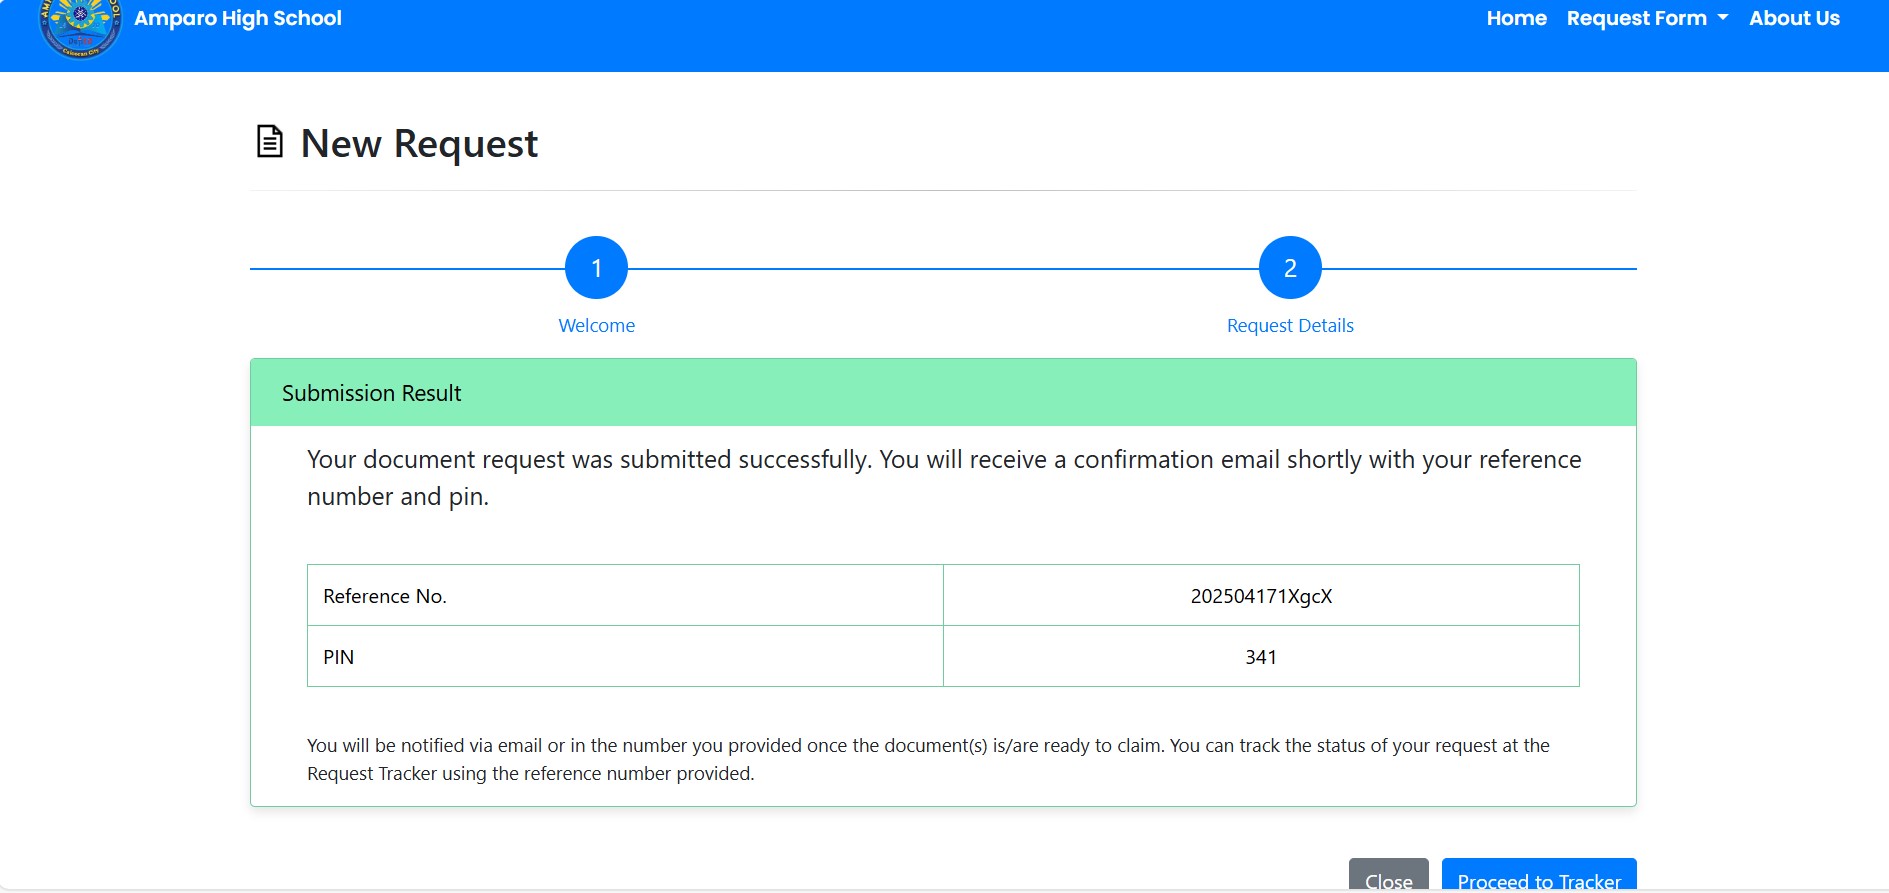 Amparo High School
Home Request Form About Us
New Request
1
2
Welcome
Request Details
Submission Result
Your document request was submitted successfully. You will receive a confirmation email shortly with your reference
number and pin.
Reference No. 202504171XgcX
PIN 341
You will be notified via email or in the number you provided once the document(s) is/are ready to claim. You can track the status of your request at the
Request Tracker using the reference number provided.
Close Proceed to Tracker